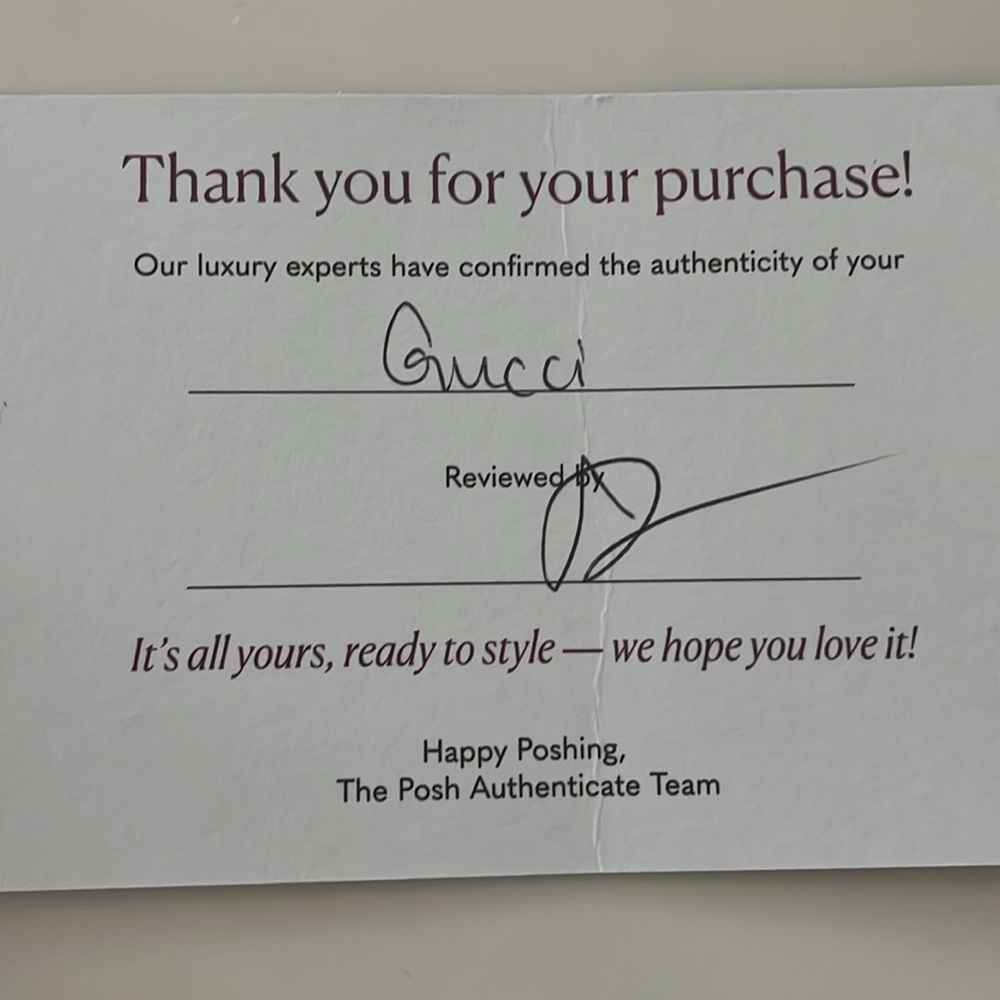 Thank you for your purchase!
Our luxury experts have confirmed the authenticity of your
Gucci
Reviewed by
It's all yours, ready to style — we hope you love it!
Happy Poshing,
The Posh Authenticate Team